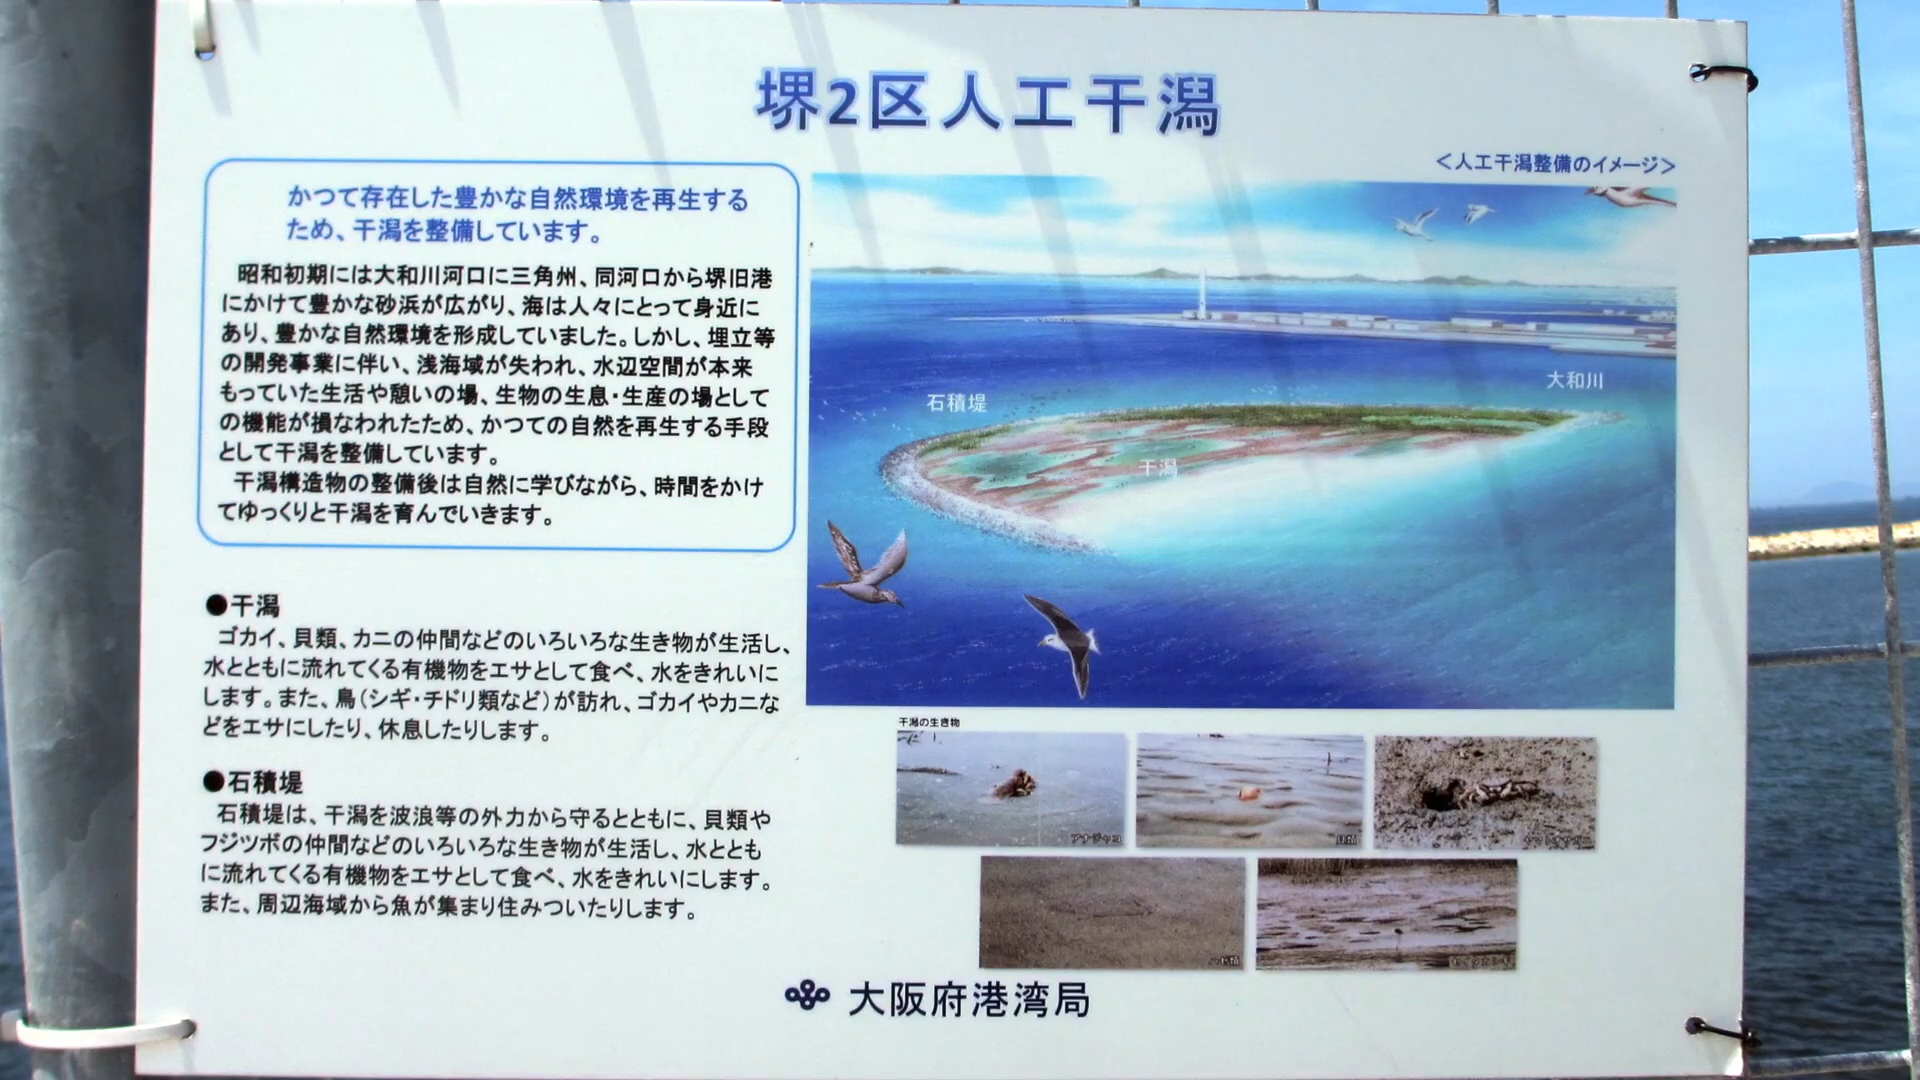 堺2区人工干潟
かつて存在した豊かな自然環境を再生する
ため、干潟を整備しています。
昭和初期には大和川河口に三角州、同河口から堺旧港
にかけて豊かな砂浜が広がり、海は人々にとって身近に
あり、豊かな自然環境を形成していました。しかし、埋立等
の開発事業に伴い、浅海域が失われ、水辺空間が本来
もっていた生活や憩いの場、生物の生息・生産の場として
の機能が損なわれたため、かつての自然を再生する手段
として干潟を整備しています。
干潟構造物の整備後は自然に学びながら、時間をかけ
てゆっくりと干潟を育んでいきます。
●干潟
ゴカイ、貝類、カニの仲間などのいろいろな生き物が生活し、
水とともに流れてくる有機物をエサとして食べ、水をきれいに
します。また、鳥（シギ・チドリ類など）が訪れ、ゴカイやカニな
どをエサにしたり、休息したりします。
●石積堤
石積堤は、干潟を波浪等の外力から守るとともに、貝類や
フジツボの仲間などのいろいろな生き物が生活し、水ととも
に流れてくる有機物をエサとして食べ、水をきれいにします。
また、周辺海域から魚が集まり住みついたりします。
＜人工干潟整備のイメージ＞
大和川
石積堤
干潟
干潟の生き物
アナジャコ
貝類
大阪府港湾局